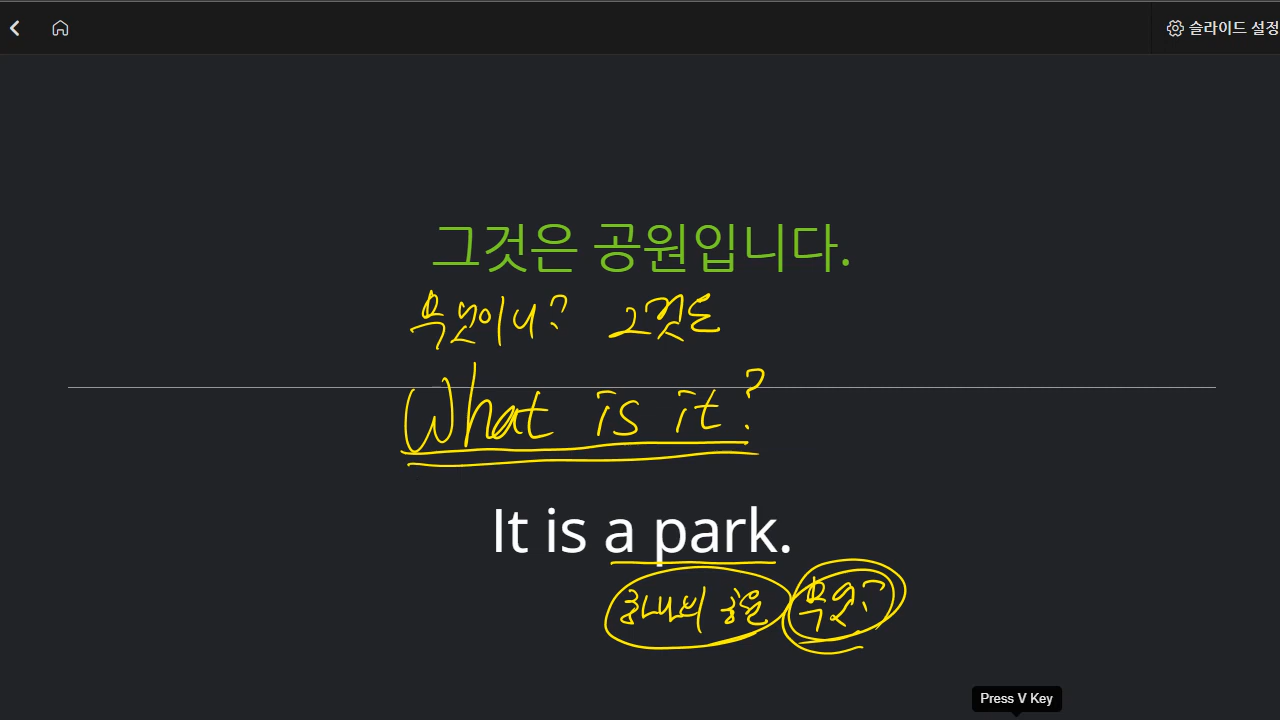 슬라이드 설정
그것은 공원입니다.
무엇이니? 그것은
What is it?
It is a park.
하나의 공원 무엇?
Press V Key